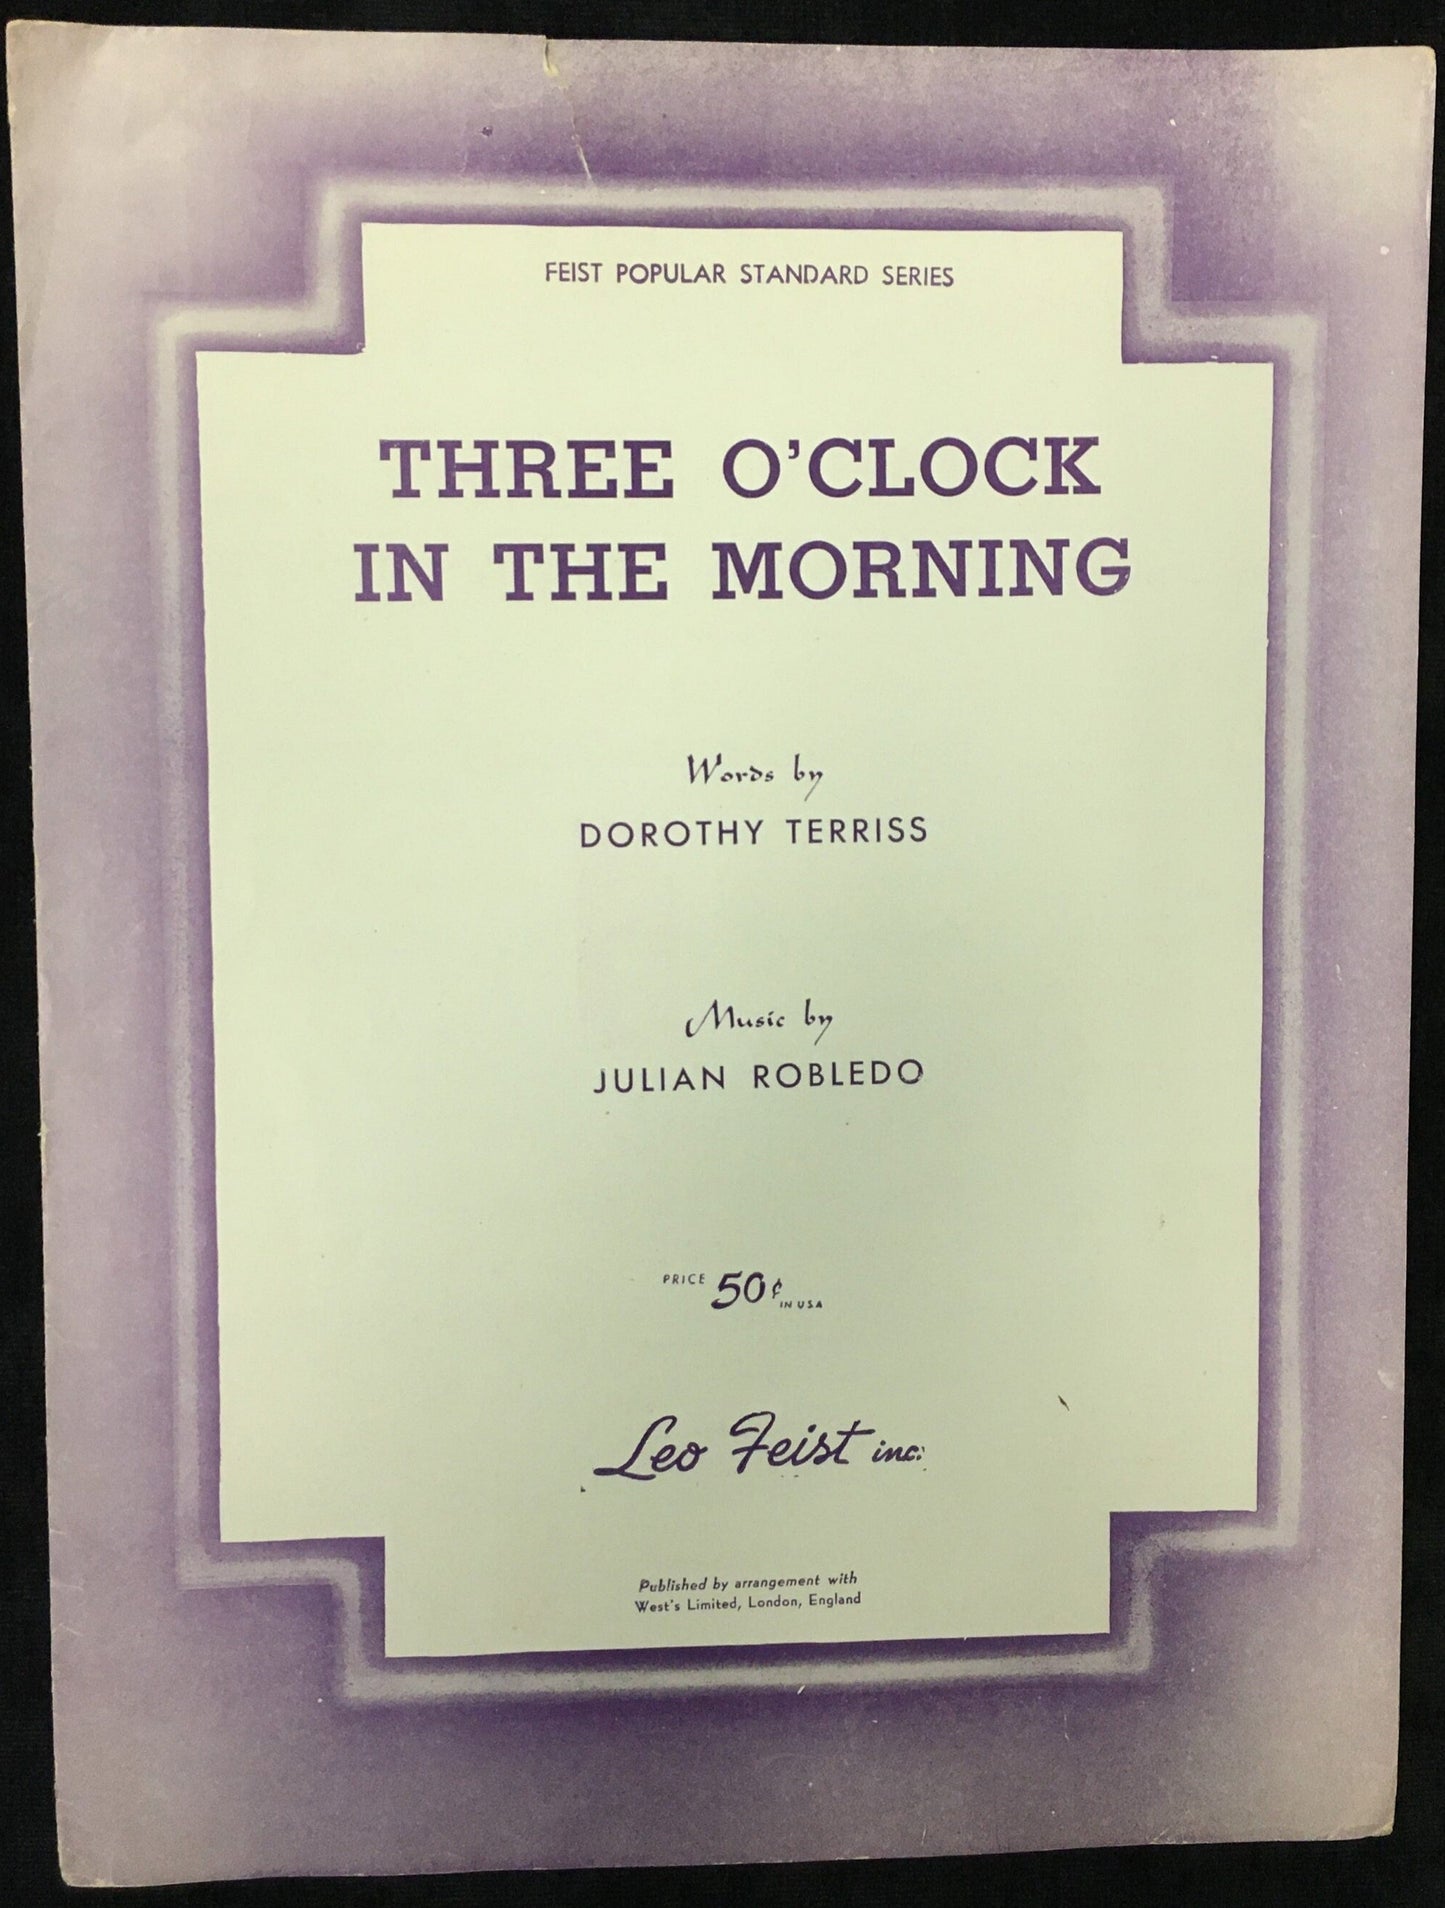 FEIST POPULAR STANDARD SERIES
THREE O'CLOCK
IN THE MORNING
Words by
DOROTHY TERRISS
Music by
JULIAN ROBLEDO
PRICE 50¢ IN USA
Leo Feist inc.
Published by arrangement with
West's Limited, London, England